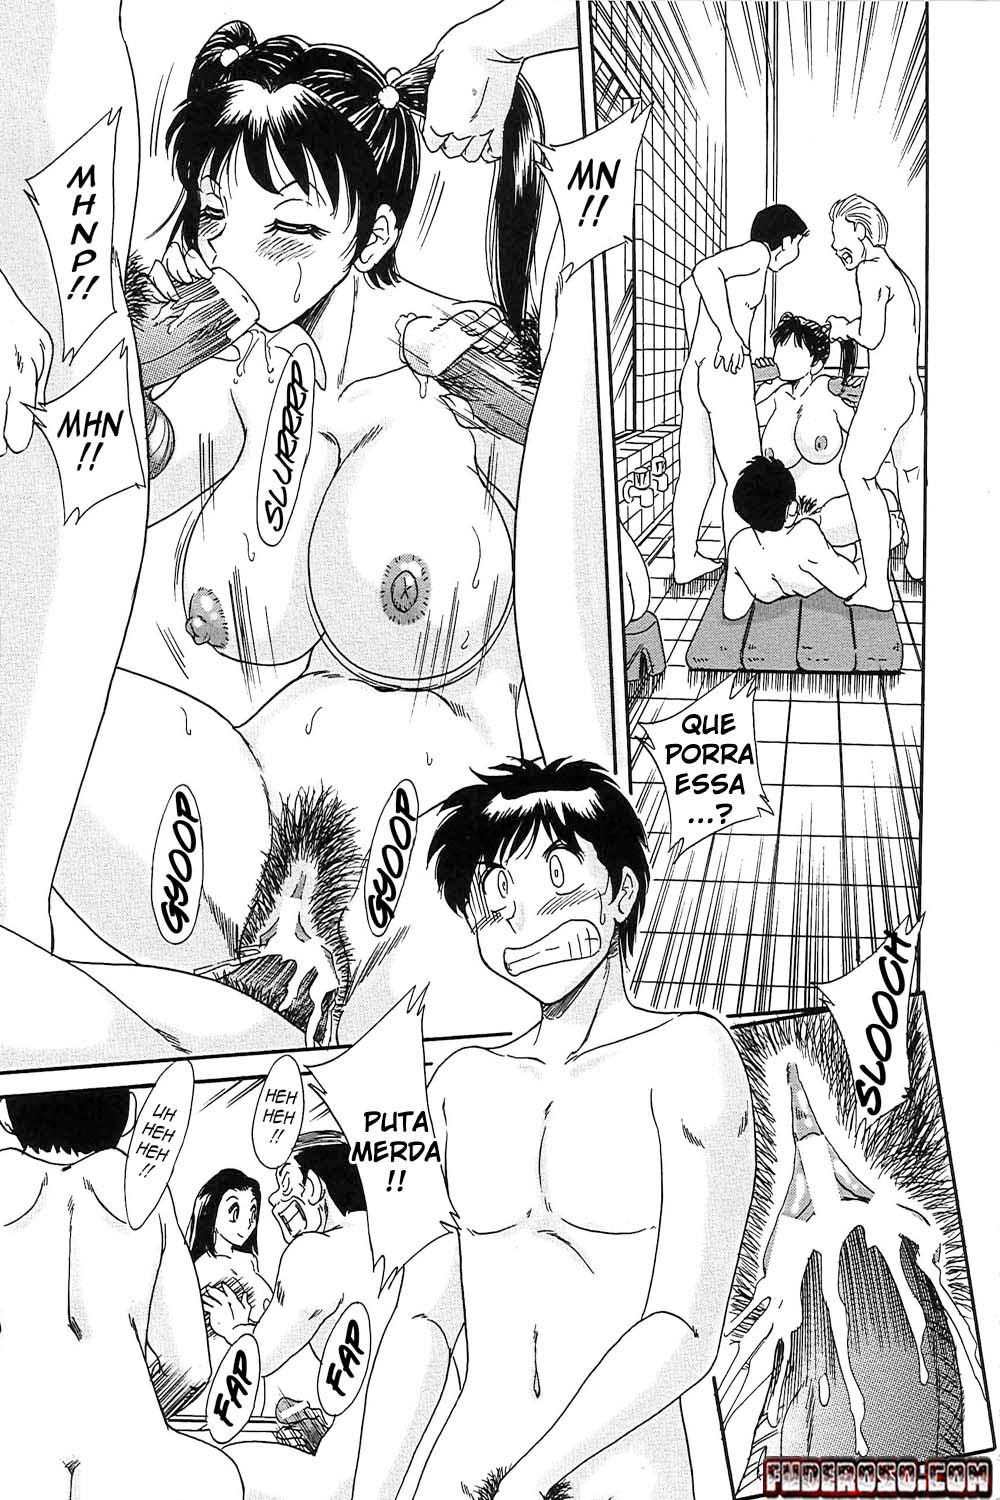 MHNP!!
MHN
!!
MN
!!
SLURRRP
GYOOP
GYOOP
QUE
PORRA
ESSA
...?
SLOOCH
PUTA
MERDA
!!
HEH
HEH
!!
UH
HEH
HEH
!!
FAP
FAP
FUDEROSO.COM